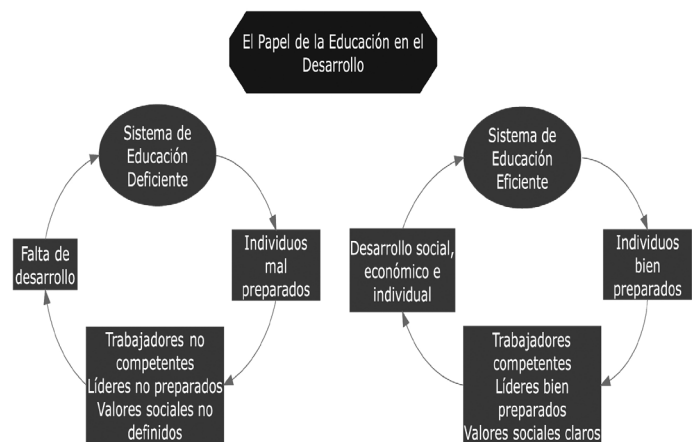 El Papel de la Educación en el
Desarrollo
Sistema de
Educación
Deficiente
Individuos
mal
preparados
Trabajadores no
competentes
Líderes no preparados
Valores sociales no
definidos
Falta de
desarrollo
Sistema de
Educación
Eficiente
Individuos
bien
preparados
Trabajadores
competentes
Líderes bien
preparados
Valores sociales claros
Desarrollo social,
económico e
individual